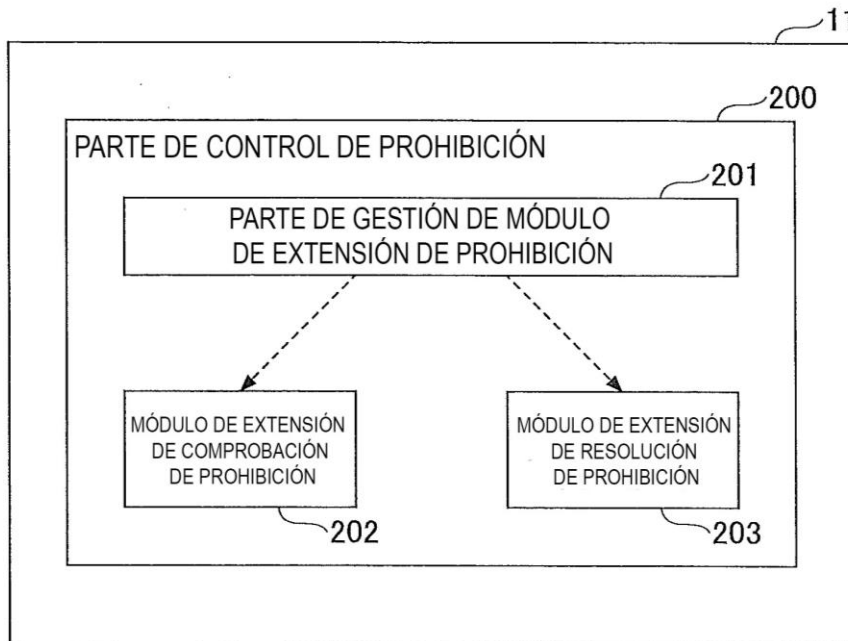 11
200
PARTE DE CONTROL DE PROHIBICIÓN
201
PARTE DE GESTIÓN DE MÓDULO
DE EXTENSIÓN DE PROHIBICIÓN
MÓDULO DE EXTENSIÓN
DE COMPROBACIÓN
DE PROHIBICIÓN
202
MÓDULO DE EXTENSIÓN
DE RESOLUCIÓN
DE PROHIBICIÓN
203